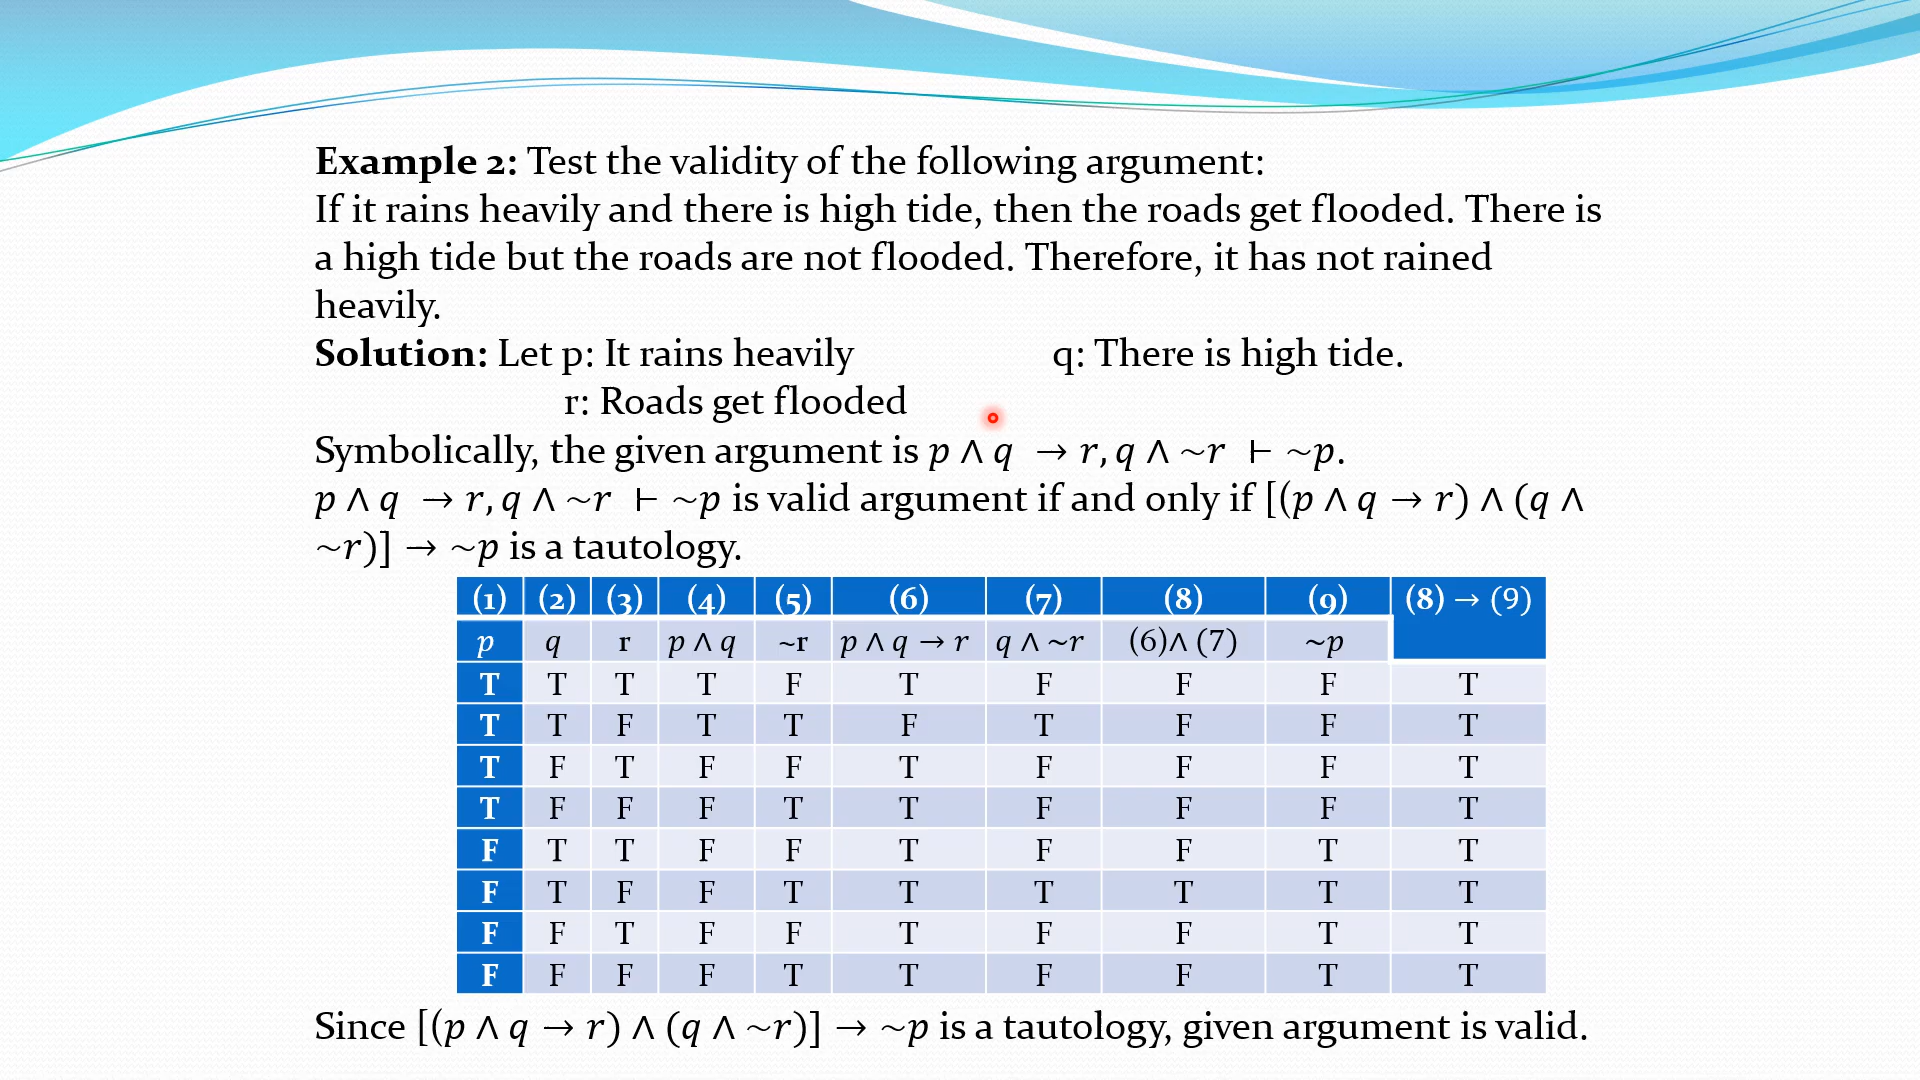 Example 2: Test the validity of the following argument:
If it rains heavily and there is high tide, then the roads get flooded. There is
a high tide but the roads are not flooded. Therefore, it has not rained
heavily.
Solution: Let p: It rains heavily q: There is high tide.
r: Roads get flooded
Symbolically, the given argument is p ∧ q → r, q ∧ ~r ⊢ ~p.
p ∧ q → r, q ∧ ~r ⊢ ~p is valid argument if and only if [(p ∧ q → r) ∧ (q ∧
~r)] → ~p is a tautology.
(1) (2) (3) (4) (5) (6) (7) (8) (9) (8) → (9)
p q r p ∧ q ~r p ∧ q → r q ∧ ~r (6)∧ (7) ~p
T T T T F T F F F T
T T F T T F T F F T
T F T F F T F F F T
T F F F T T F F F T
F T T F F T F F T T
F T F F T T T T T T
F F T F F T F F T T
F F F F T T F F T T
Since [(p ∧ q → r) ∧ (q ∧ ~r)] → ~p is a tautology, given argument is valid.